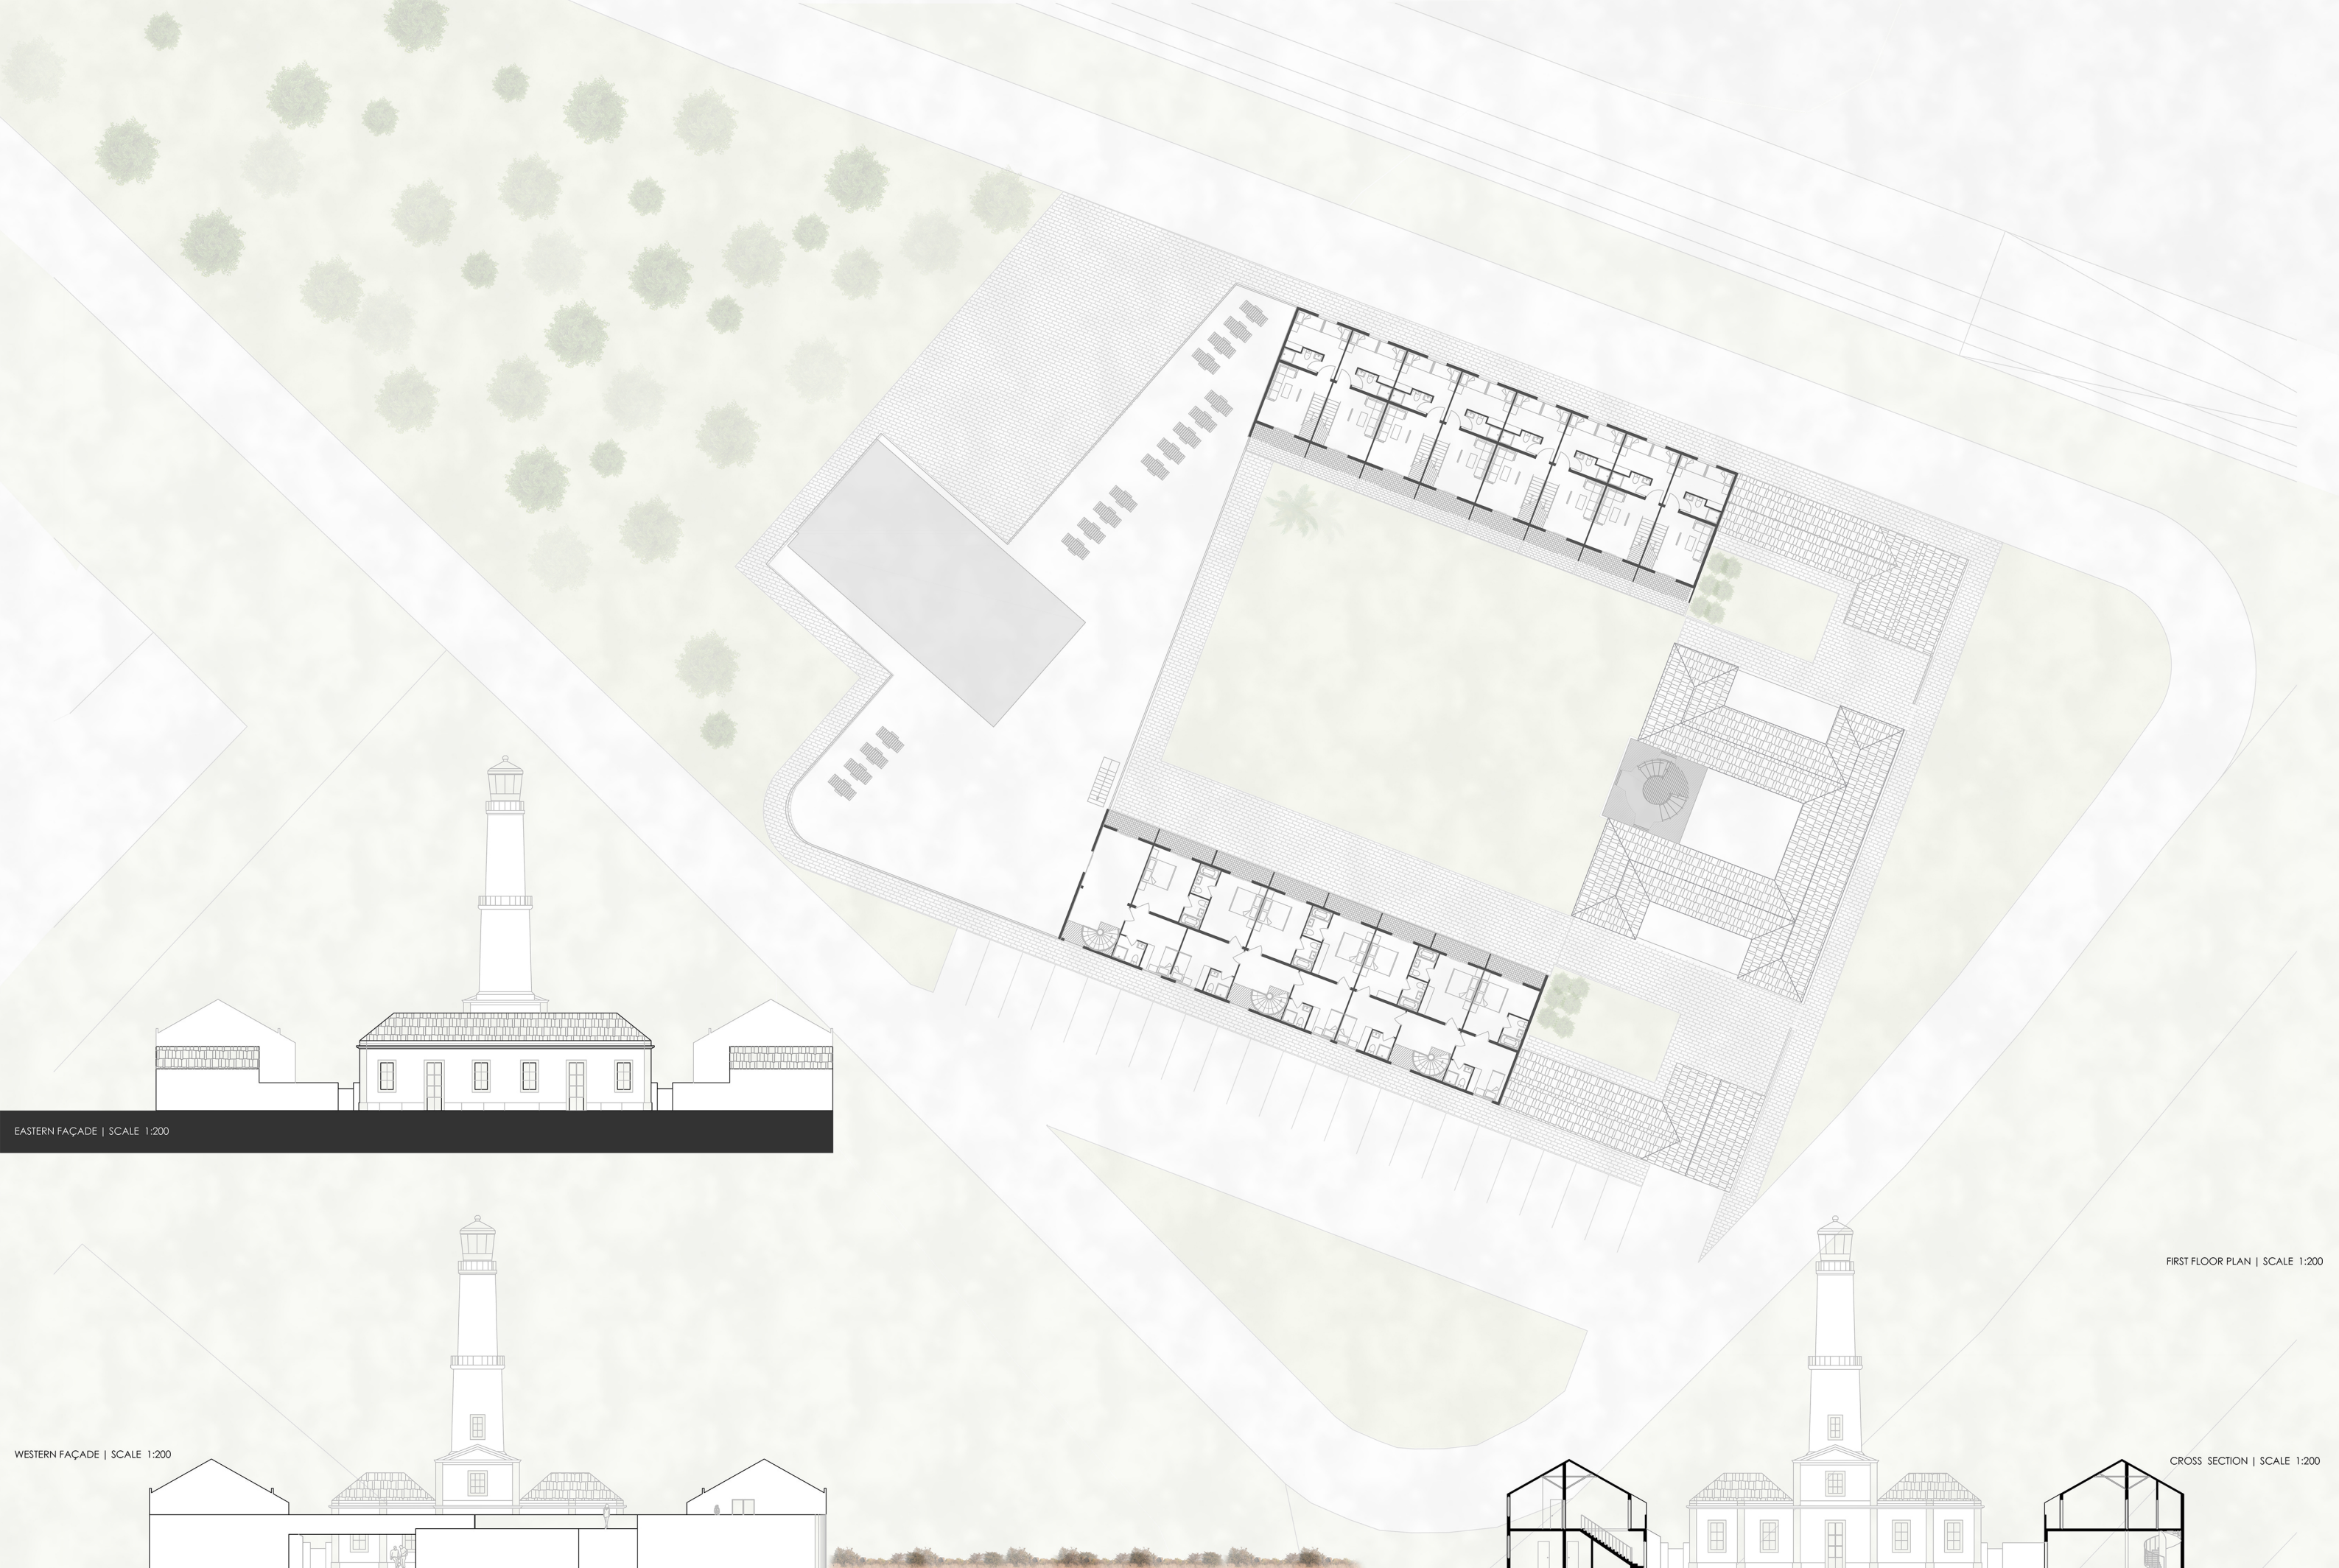 EASTERN FAÇADE | SCALE 1:200
FIRST FLOOR PLAN | SCALE 1:200
WESTERN FAÇADE | SCALE 1:200
CROSS SECTION | SCALE 1:200